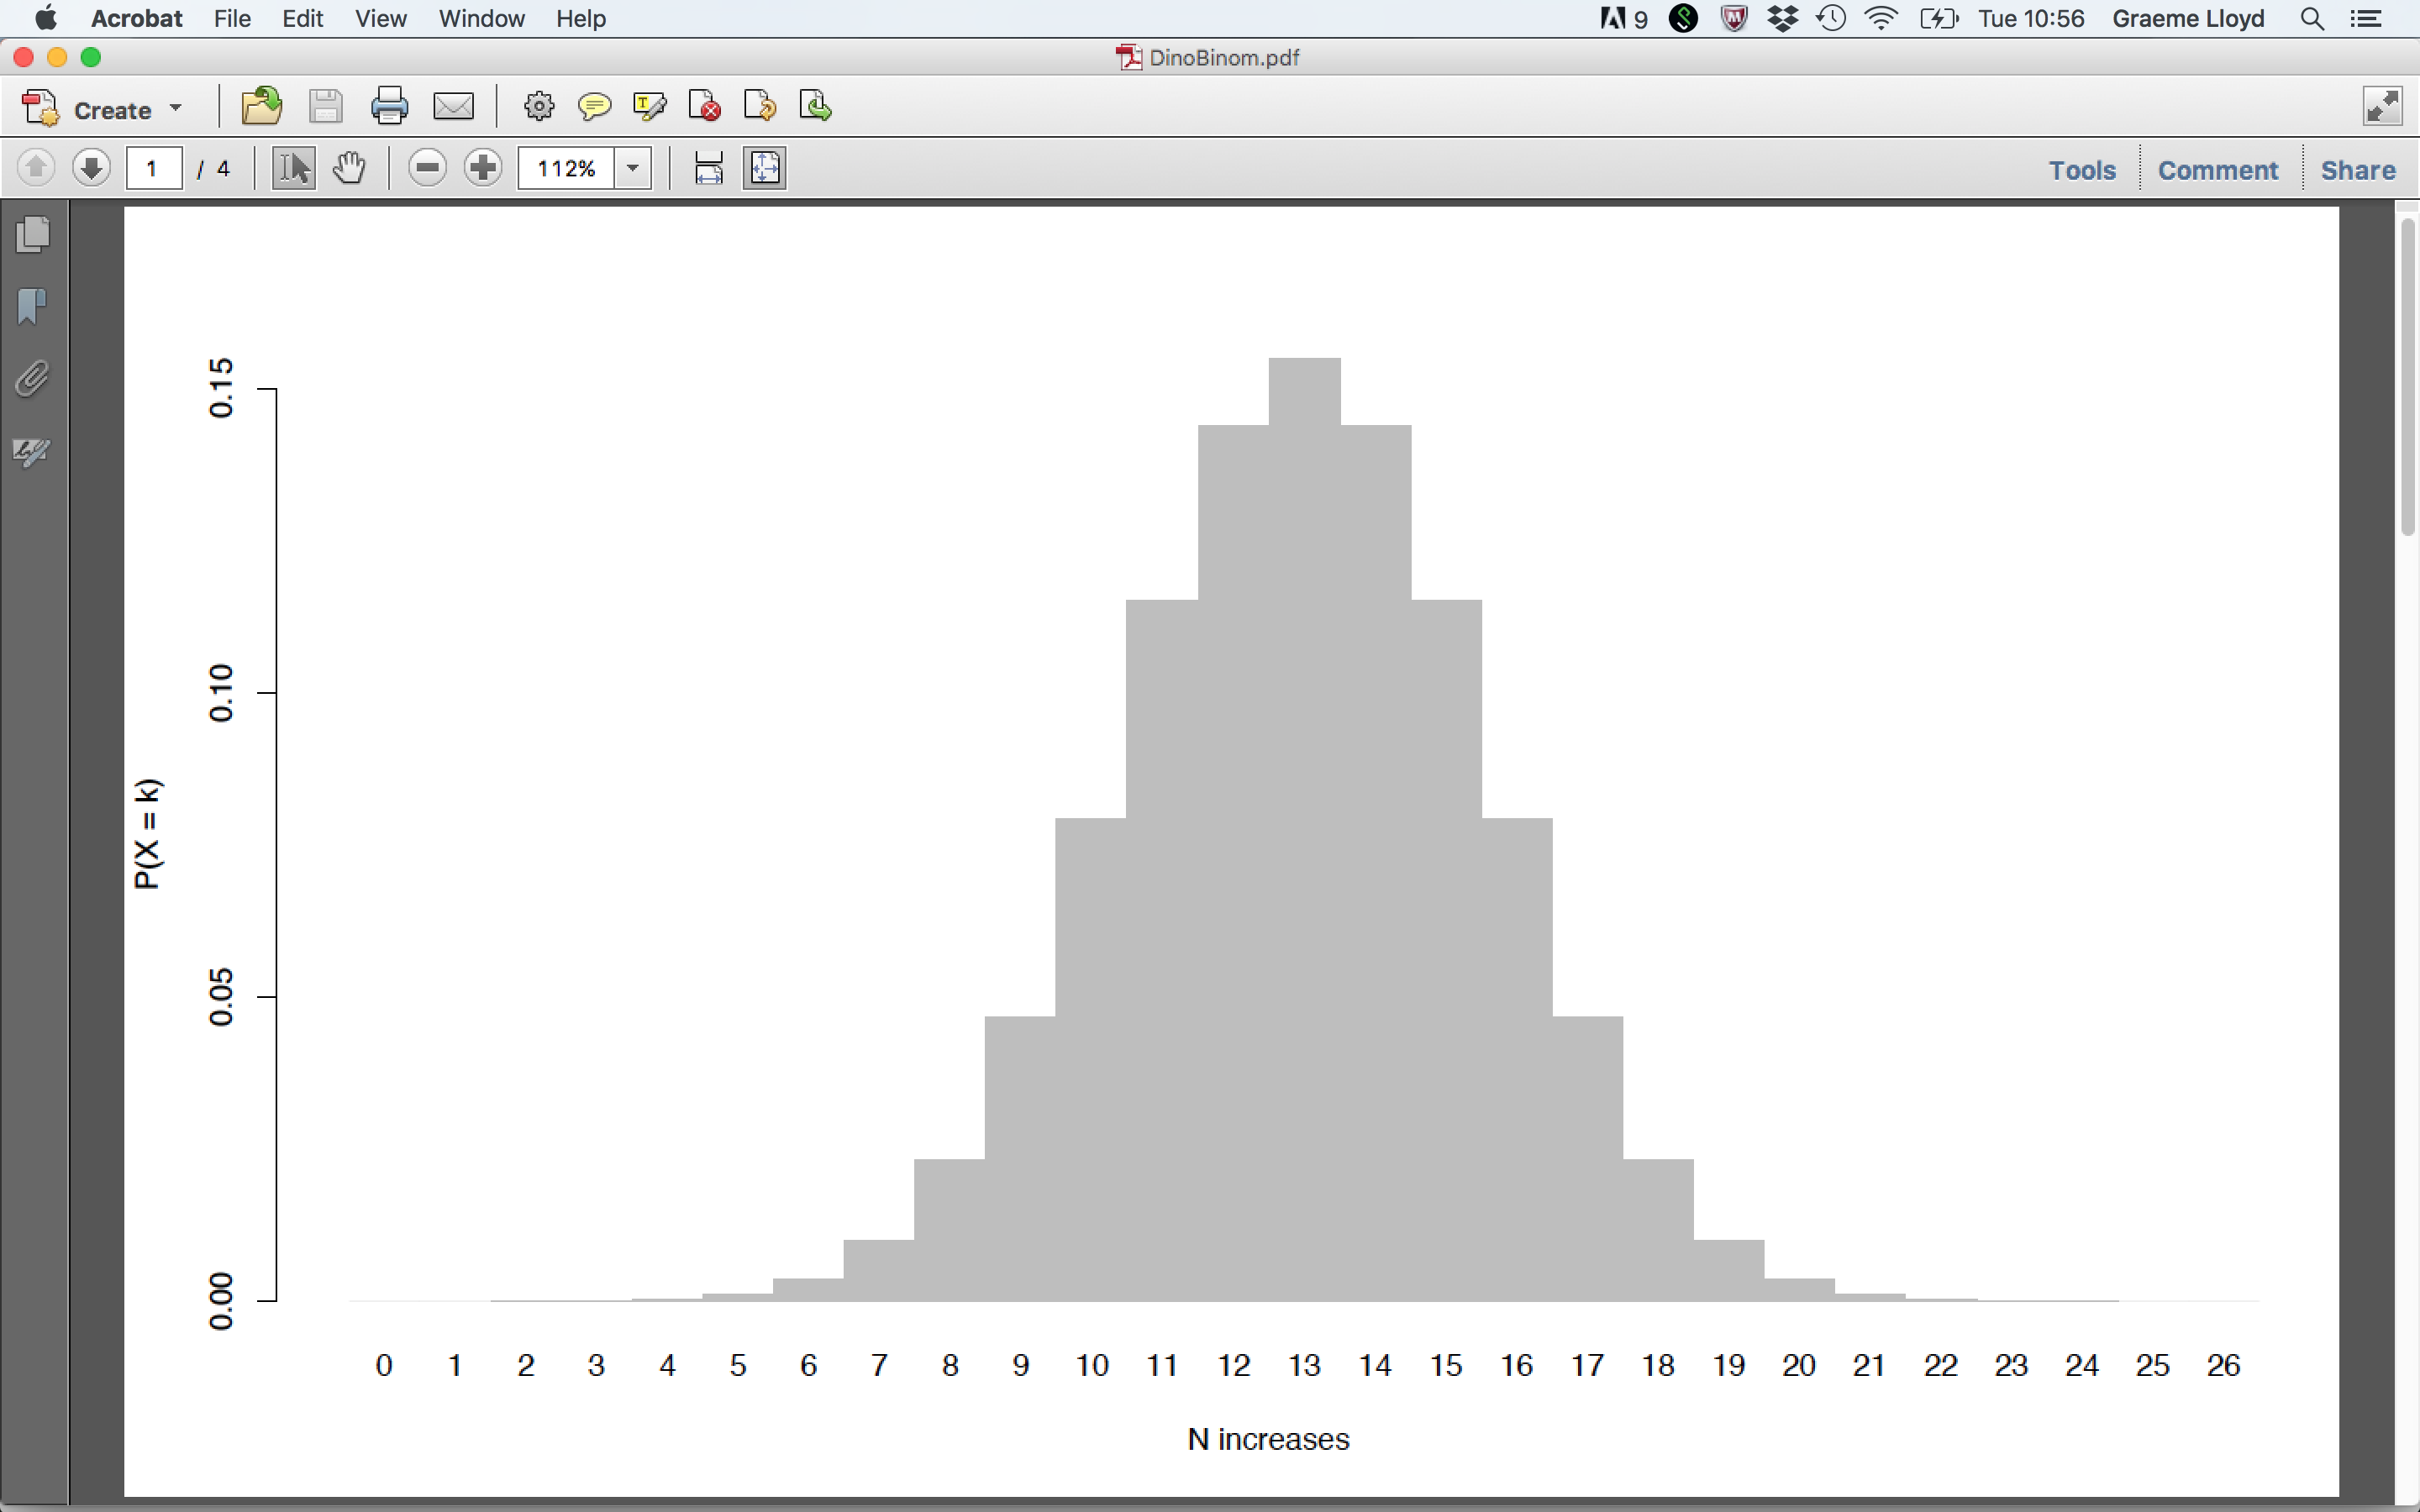 Acrobat File Edit View Window Help 9 Tue 10:56 Graeme Lloyd
DinoBinom.pdf
Create
1 / 4 112% Tools Comment Share
0.15
0.10
0.05
0.00
P(X = k)
0 1 2 3 4 5 6 7 8 9 10 11 12 13 14 15 16 17 18 19 20 21 22 23 24 25 26
N increases